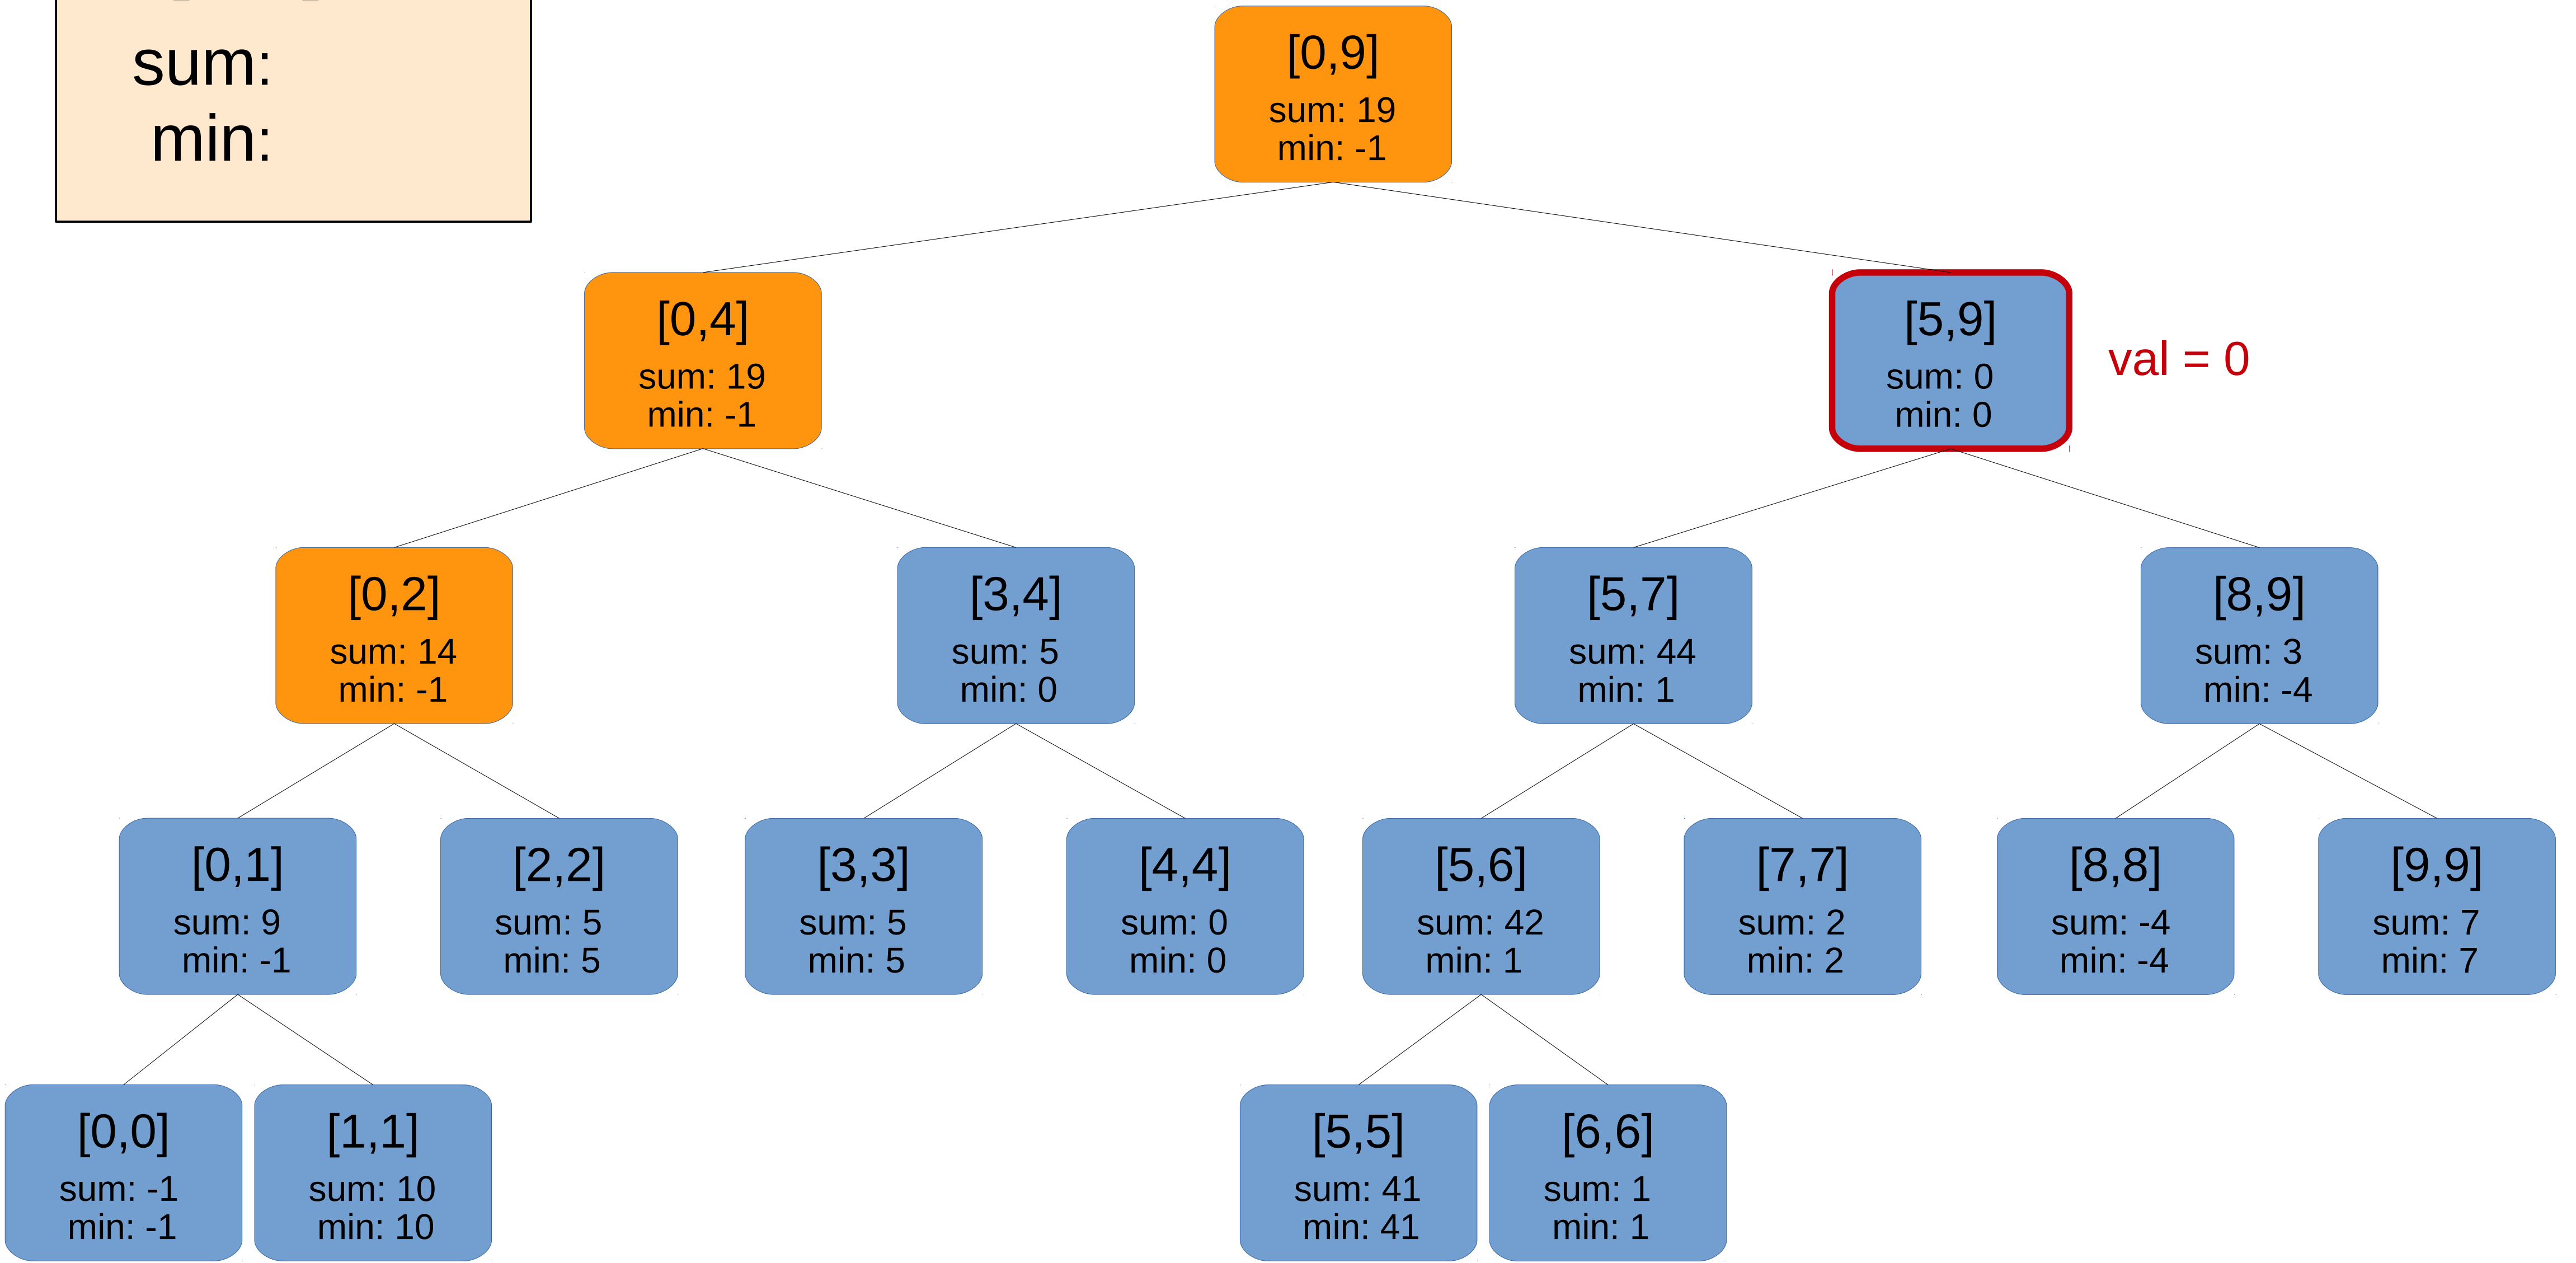 sum:
min:
[0,9]
sum: 19
min: -1
[0,4]
sum: 19
min: -1
[5,9]
sum: 0
min: 0
val = 0
[0,2]
sum: 14
min: -1
[3,4]
sum: 5
min: 0
[5,7]
sum: 44
min: 1
[8,9]
sum: 3
min: -4
[0,1]
sum: 9
min: -1
[2,2]
sum: 5
min: 5
[3,3]
sum: 5
min: 5
[4,4]
sum: 0
min: 0
[5,6]
sum: 42
min: 1
[7,7]
sum: 2
min: 2
[8,8]
sum: -4
min: -4
[9,9]
sum: 7
min: 7
[0,0]
sum: -1
min: -1
[1,1]
sum: 10
min: 10
[5,5]
sum: 41
min: 41
[6,6]
sum: 1
min: 1